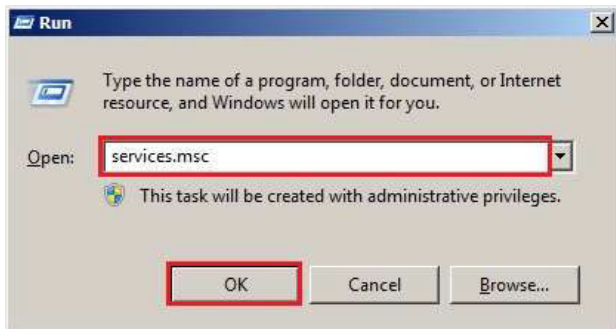 Run
Type the name of a program, folder, document, or Internet
resource, and Windows will open it for you.
Open: services.msc
This task will be created with administrative privileges.
OK Cancel Browse...